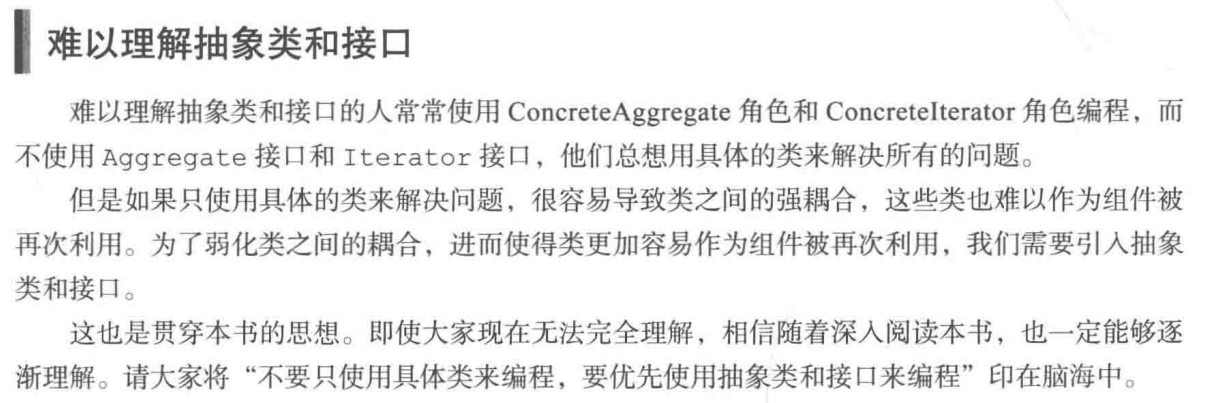 难以理解抽象类和接口
难以理解抽象类和接口的人常常使用 ConcreteAggregate 角色和 ConcreteIterator 角色编程，而
不使用 Aggregate 接口和 Iterator 接口，他们总想用具体的类来解决所有的问题。
但是如果只使用具体的类来解决问题，很容易导致类之间的强耦合，这些类也难以作为组件被
再次利用。为了弱化类之间的耦合，进而使得类更加容易作为组件被再次利用，我们需要引入抽象
类和接口。
这也是贯穿本书的思想。即使大家现在无法完全理解，相信随着深入阅读本书，也一定能够逐
渐理解。请大家将“不要只使用具体类来编程，要优先使用抽象类和接口来编程”印在脑海中。